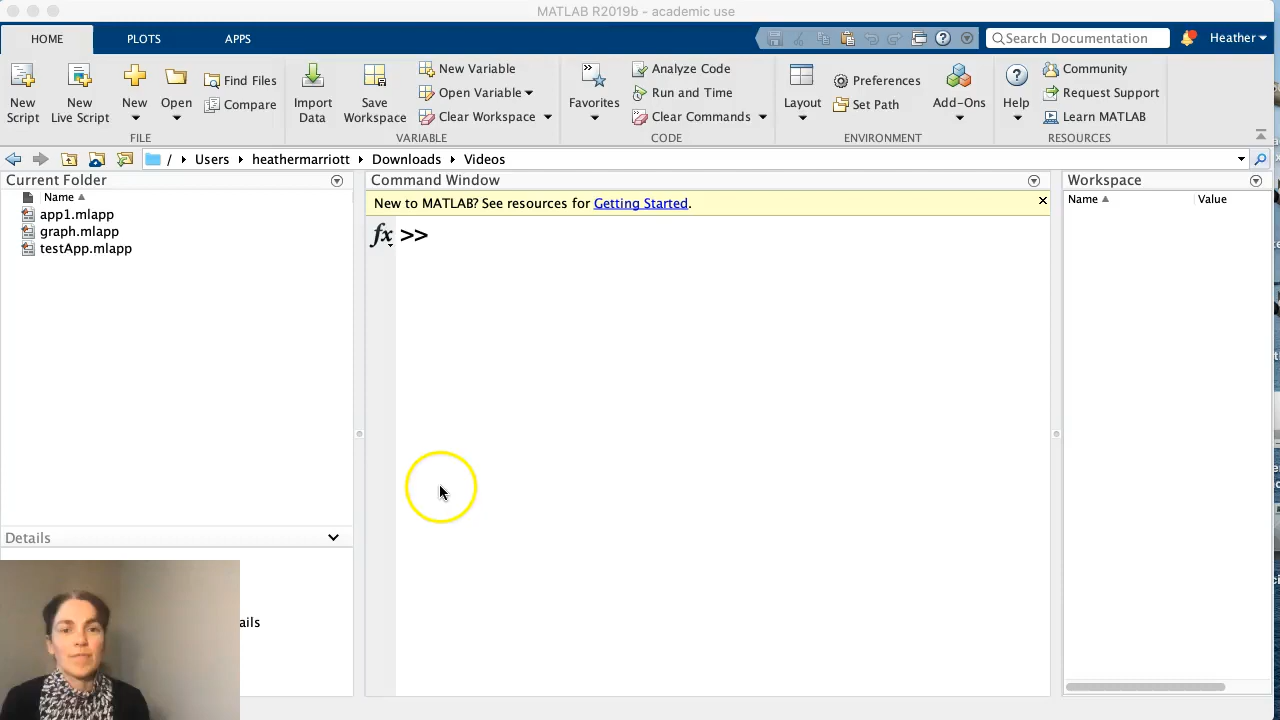 MATLAB R2019b - academic use
HOME PLOTS APPS Search Documentation Heather
New Script New Live Script New Open Find Files Compare FILE
Import Data Save Workspace New Variable Open Variable Clear Workspace VARIABLE
Favorites Analyze Code Run and Time Clear Commands CODE
Layout Preferences Set Path Add-Ons ENVIRONMENT
Help Community Request Support Learn MATLAB RESOURCES
/ Users heathermarriott Downloads Videos
Current Folder
Name
app1.mlapp
graph.mlapp
testApp.mlapp
Details
ails
Command Window
New to MATLAB? See resources for Getting Started.
fx >>
Workspace
Name Value